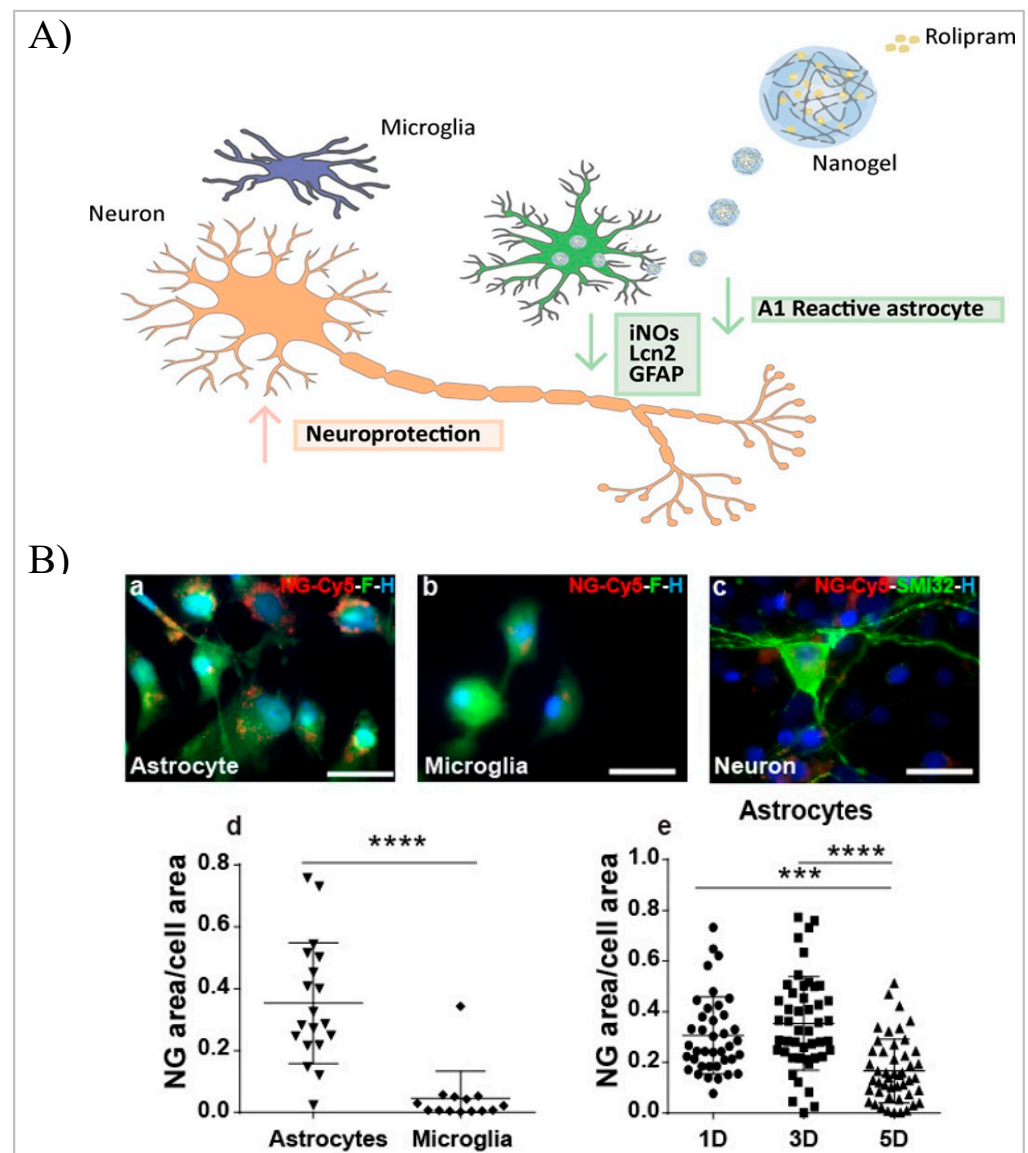 A)
Rolipram
Microglia
Nanogel
Neuron
A1 Reactive astrocyte
iNOs
Lcn2
GFAP
Neuroprotection
B)
a
NG-Cy5-F-H
Astrocyte
b
NG-Cy5-F-H
Microglia
c
NG-Cy5-SMI32-H
Neuron
d
****
NG area/cell area
0.8
0.6
0.4
0.2
0.0
Astrocytes
Microglia
Astrocytes
e
****
***
NG area/cell area
1.0
0.8
0.6
0.4
0.2
0.0
1D
3D
5D